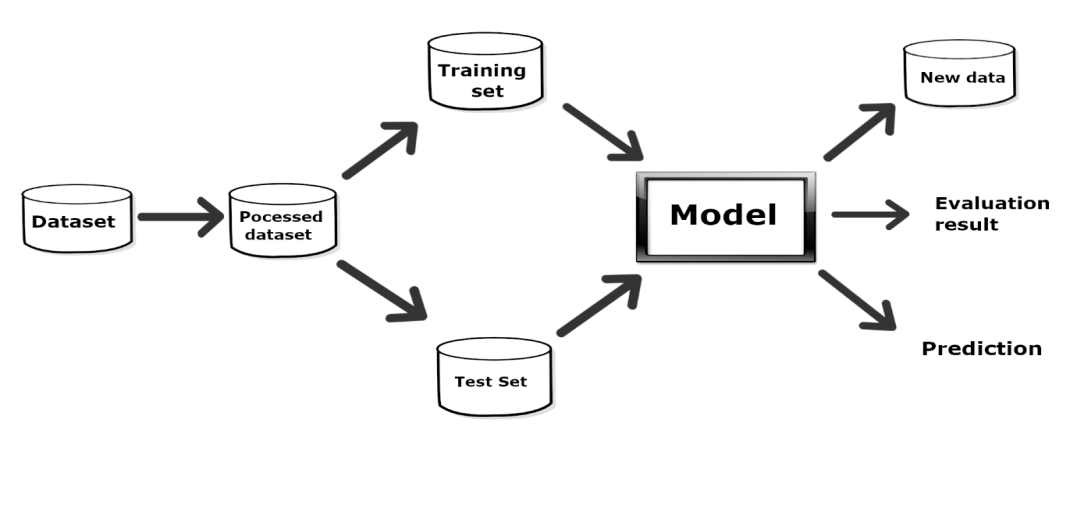 Training
set
New data
Dataset
Pocessed
dataset
Model
Evaluation
result
Test Set
Prediction